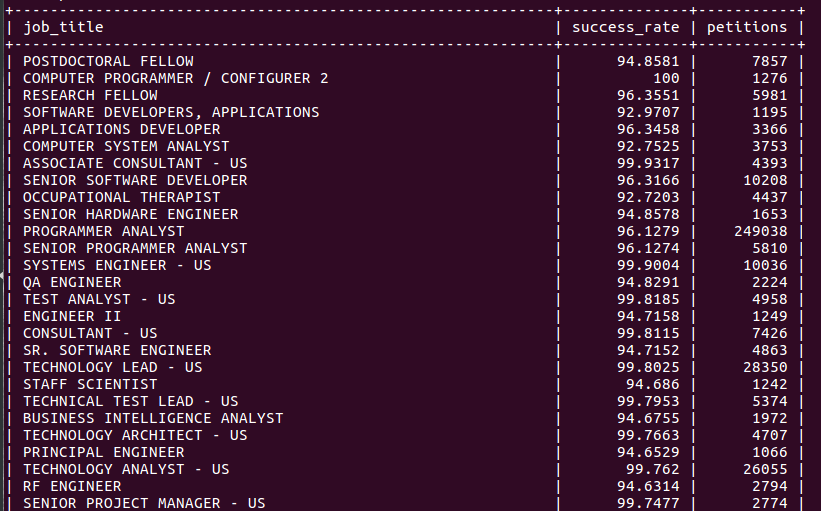 +------------------------------------------------------------+--------------+-----------+
| job_title | success_rate | petitions |
+------------------------------------------------------------+--------------+-----------+
| POSTDOCTORAL FELLOW | 94.8581 | 7857 |
| COMPUTER PROGRAMMER / CONFIGURER 2 | 100 | 1276 |
| RESEARCH FELLOW | 96.3551 | 5981 |
| SOFTWARE DEVELOPERS, APPLICATIONS | 92.9707 | 1195 |
| APPLICATIONS DEVELOPER | 96.3458 | 3366 |
| COMPUTER SYSTEM ANALYST | 92.7525 | 3753 |
| ASSOCIATE CONSULTANT - US | 99.9317 | 4393 |
| SENIOR SOFTWARE DEVELOPER | 96.3166 | 10208 |
| OCCUPATIONAL THERAPIST | 92.7203 | 4437 |
| SENIOR HARDWARE ENGINEER | 94.8578 | 1653 |
| PROGRAMMER ANALYST | 96.1279 | 249038 |
| SENIOR PROGRAMMER ANALYST | 96.1274 | 5810 |
| SYSTEMS ENGINEER - US | 99.9004 | 10036 |
| QA ENGINEER | 94.8291 | 2224 |
| TEST ANALYST - US | 99.8185 | 4958 |
| ENGINEER II | 94.7158 | 1249 |
| CONSULTANT - US | 99.8115 | 7426 |
| SR. SOFTWARE ENGINEER | 94.7152 | 4863 |
| TECHNOLOGY LEAD - US | 99.8025 | 28350 |
| STAFF SCIENTIST | 94.686 | 1242 |
| TECHNICAL TEST LEAD - US | 99.7953 | 5374 |
| BUSINESS INTELLIGENCE ANALYST | 94.6755 | 1972 |
| TECHNOLOGY ARCHITECT - US | 99.7663 | 4707 |
| PRINCIPAL ENGINEER | 94.6529 | 1066 |
| TECHNOLOGY ANALYST - US | 99.762 | 26055 |
| RF ENGINEER | 94.6314 | 2794 |
| SENIOR PROJECT MANAGER - US | 99.7477 | 2774 |